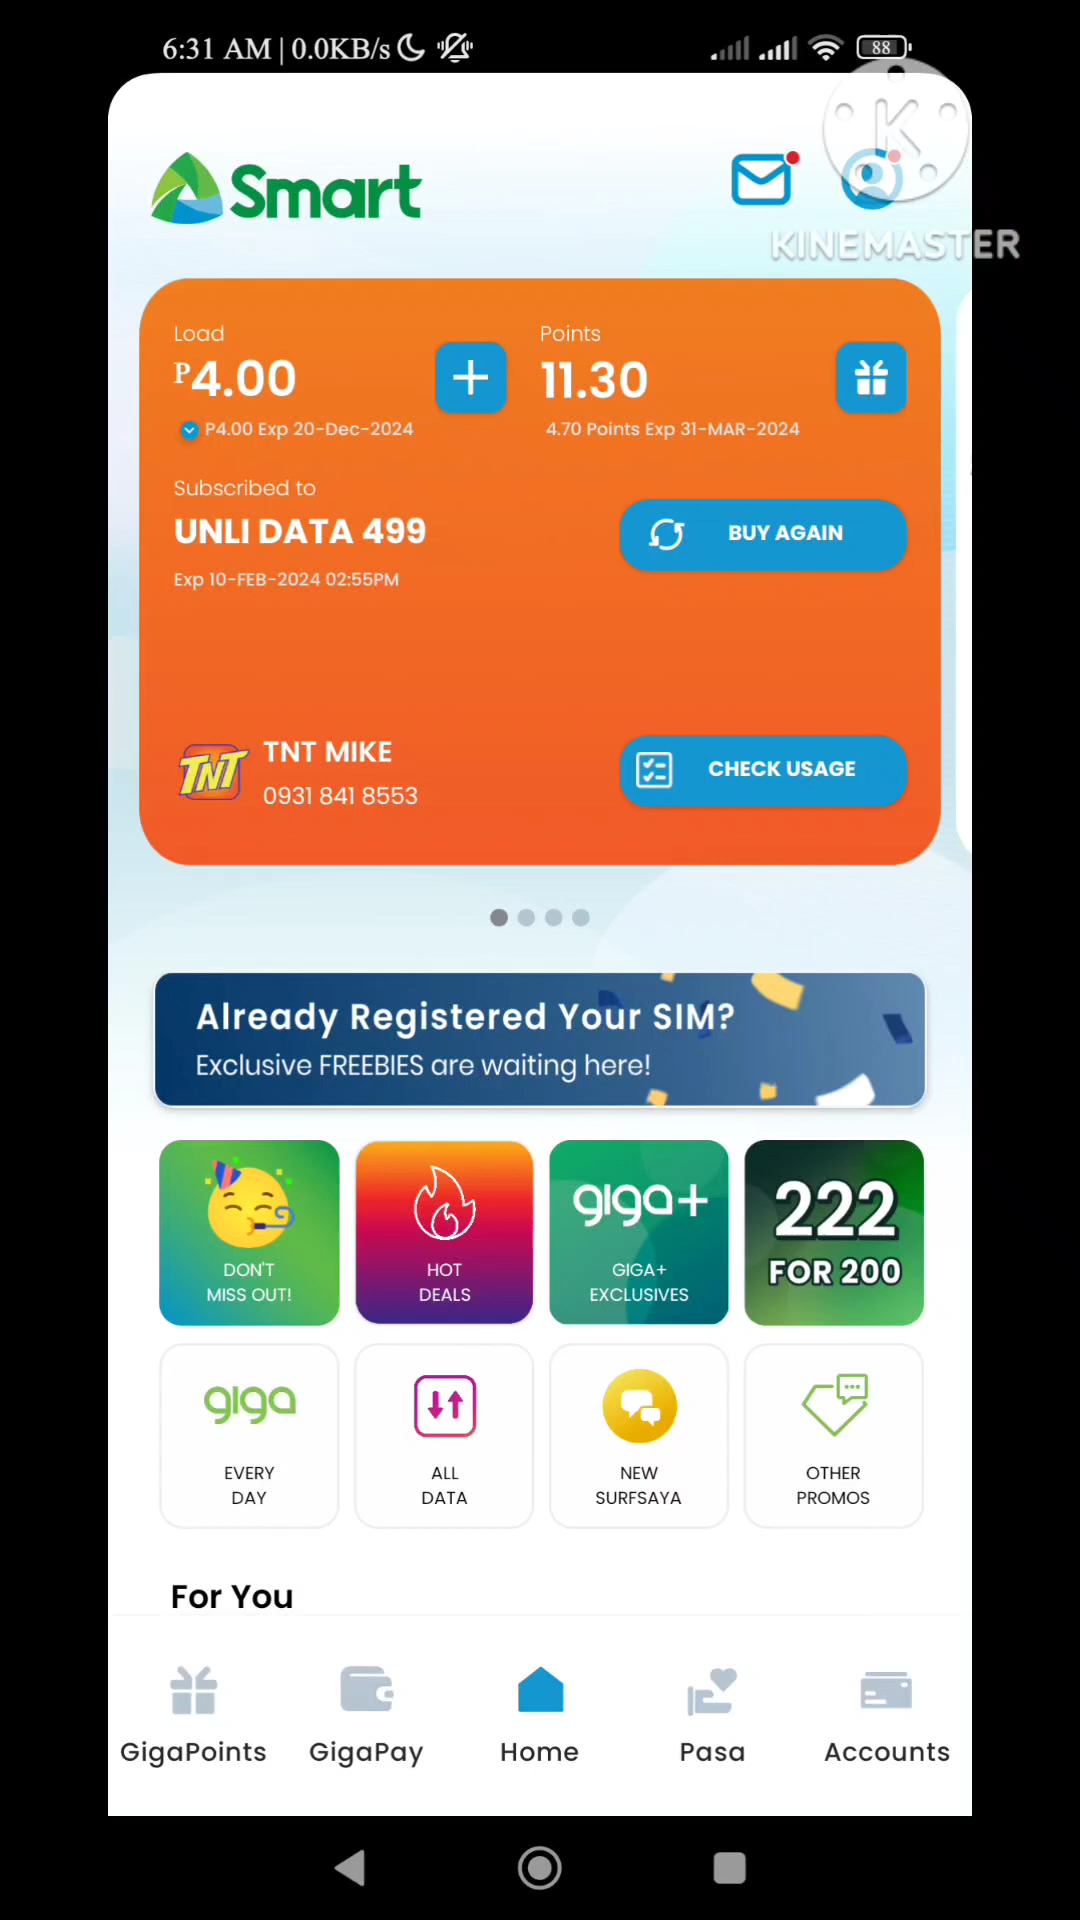 6:31 AM | 0.0KB/s
88
K
KINEMASTER
Smart
Load
Points
₱4.00
11.30
P4.00 Exp 20-Dec-2024
4.70 Points Exp 31-MAR-2024
Subscribed to
UNLI DATA 499
BUY AGAIN
Exp 10-FEB-2024 02:55PM
TNT
TNT MIKE
0931 841 8553
CHECK USAGE
Already Registered Your SIM?
Exclusive FREEBIES are waiting here!
DON'T
MISS OUT!
HOT
DEALS
giga+
GIGA+
EXCLUSIVES
222
FOR 200
giga
EVERY
DAY
ALL
DATA
NEW
SURFSAYA
OTHER
PROMOS
For You
GigaPoints
GigaPay
Home
Pasa
Accounts